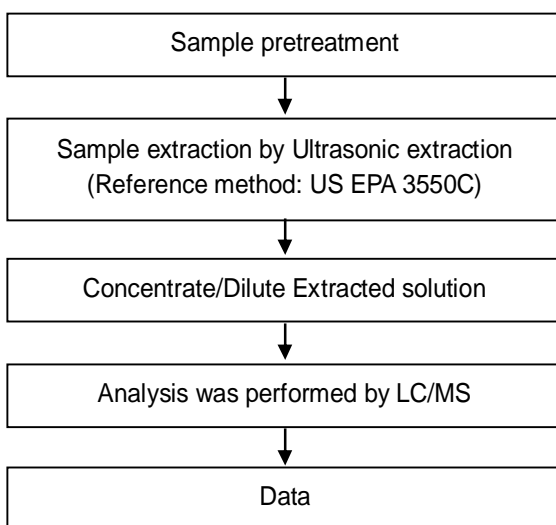 Sample pretreatment
Sample extraction by Ultrasonic extraction
(Reference method: US EPA 3550C)
Concentrate/Dilute Extracted solution
Analysis was performed by LC/MS
Data